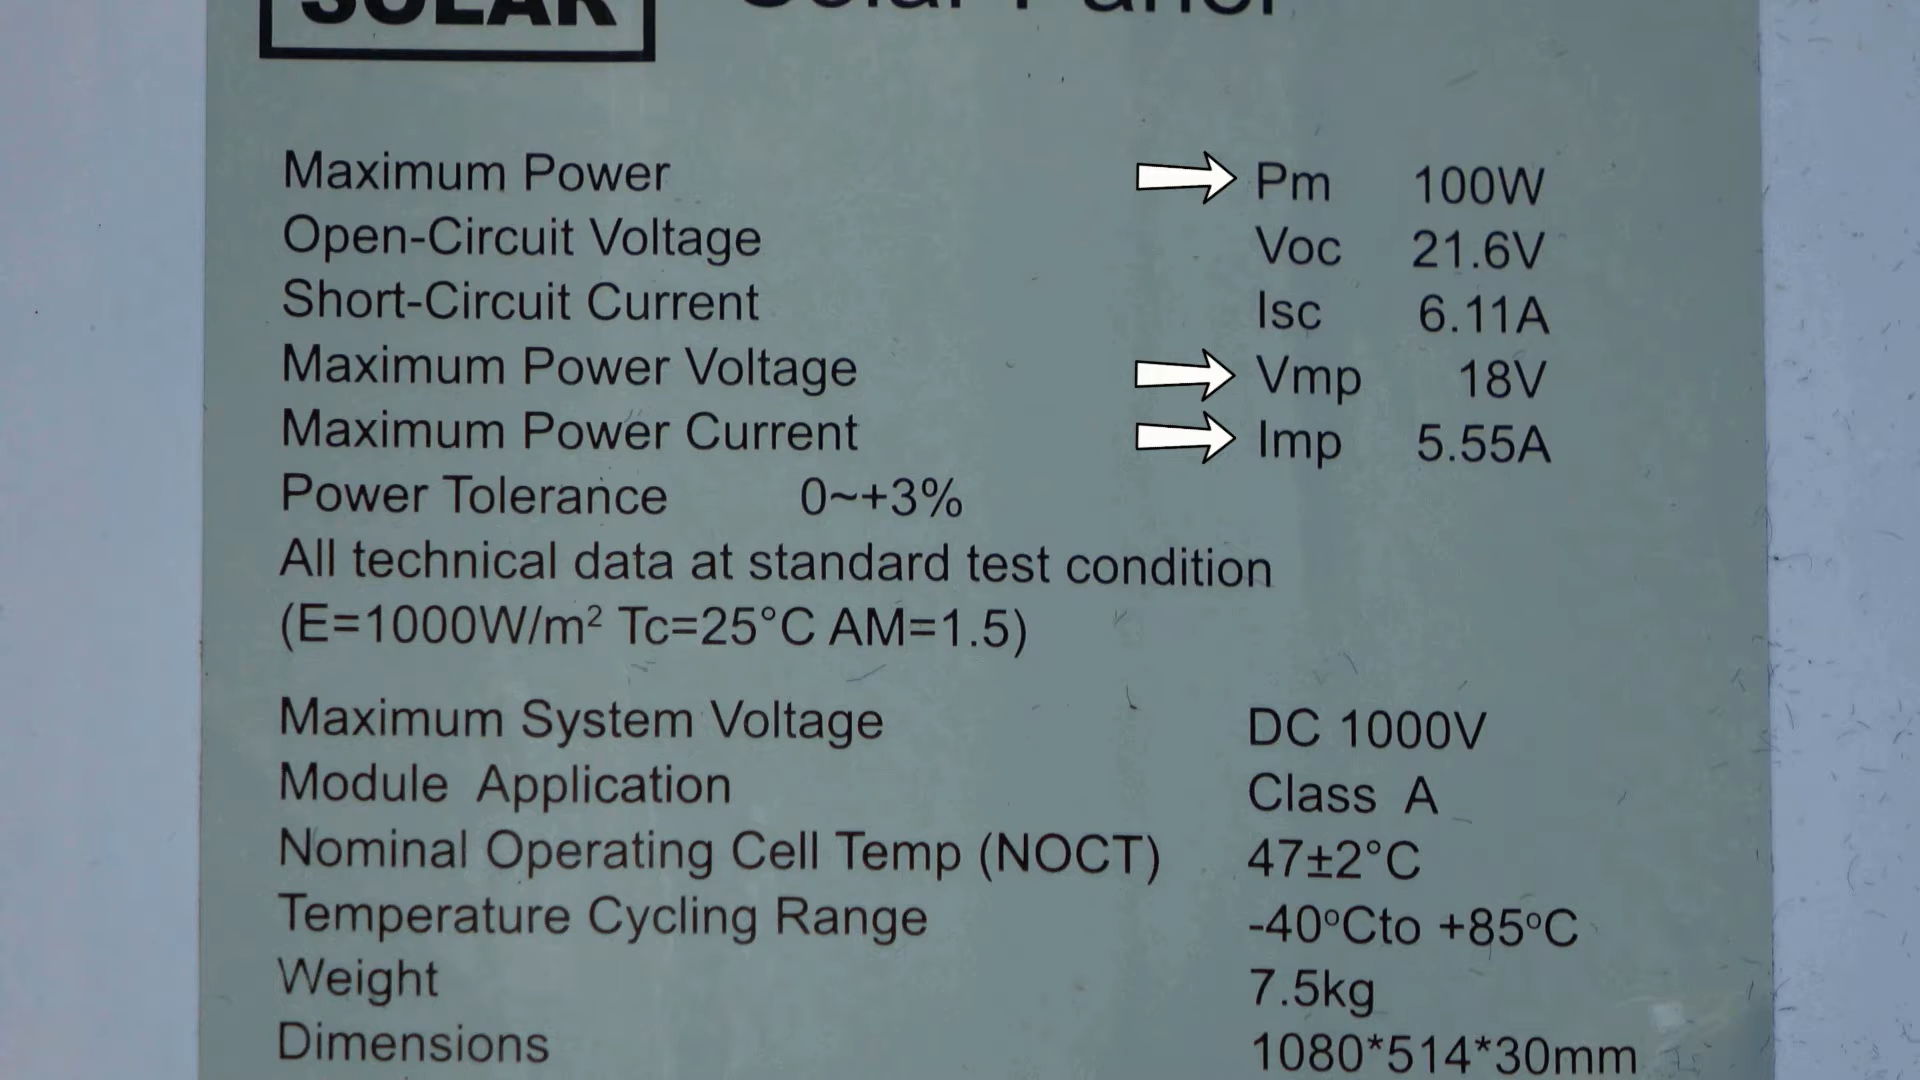 SOLAR Solar Panel
Maximum Power Pm 100W
Open-Circuit Voltage Voc 21.6V
Short-Circuit Current Isc 6.11A
Maximum Power Voltage Vmp 18V
Maximum Power Current Imp 5.55A
Power Tolerance 0~+3%
All technical data at standard test condition
(E=1000W/m² Tc=25°C AM=1.5)
Maximum System Voltage DC 1000V
Module Application Class A
Nominal Operating Cell Temp (NOCT) 47±2°C
Temperature Cycling Range -40°Cto +85°C
Weight 7.5kg
Dimensions 1080*514*30mm